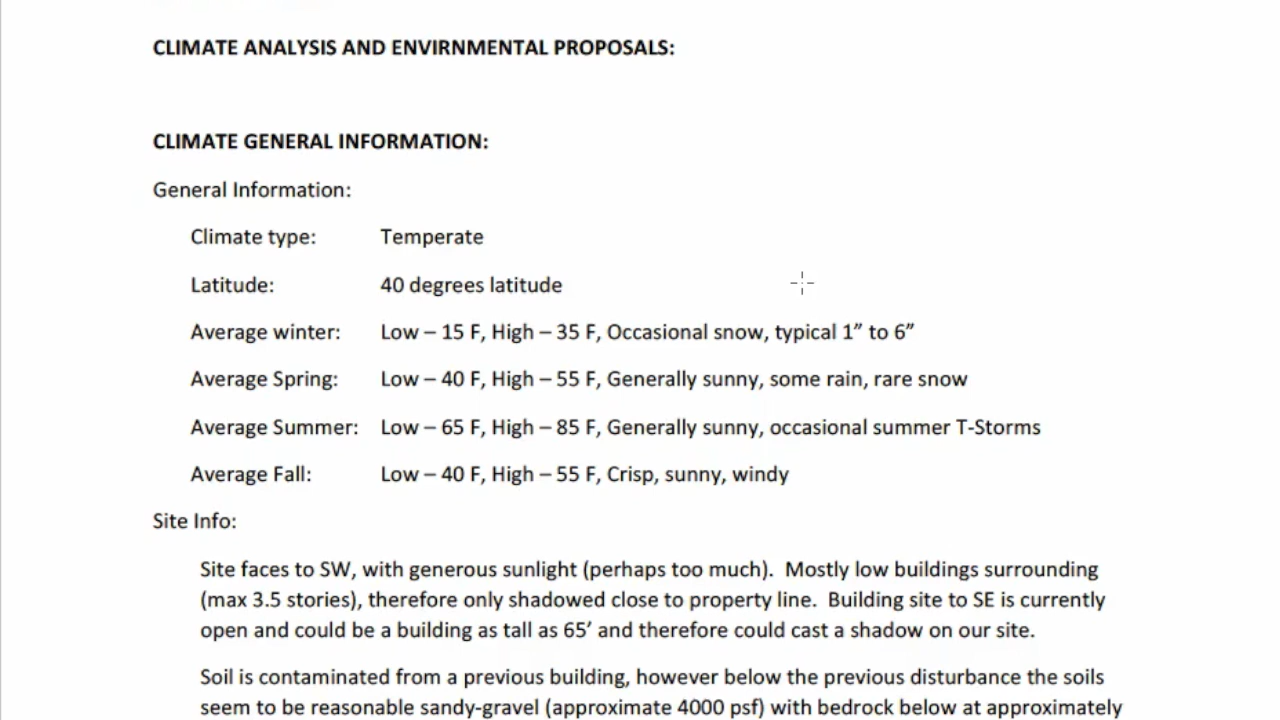 CLIMATE ANALYSIS AND ENVIRNMENTAL PROPOSALS:
CLIMATE GENERAL INFORMATION:
General Information:
Climate type: Temperate
Latitude: 40 degrees latitude
Average winter: Low – 15 F, High – 35 F, Occasional snow, typical 1” to 6”
Average Spring: Low – 40 F, High – 55 F, Generally sunny, some rain, rare snow
Average Summer: Low – 65 F, High – 85 F, Generally sunny, occasional summer T-Storms
Average Fall: Low – 40 F, High – 55 F, Crisp, sunny, windy
Site Info:
Site faces to SW, with generous sunlight (perhaps too much). Mostly low buildings surrounding
(max 3.5 stories), therefore only shadowed close to property line. Building site to SE is currently
open and could be a building as tall as 65’ and therefore could cast a shadow on our site.
Soil is contaminated from a previous building, however below the previous disturbance the soils
seem to be reasonable sandy-gravel (approximate 4000 psf) with bedrock below at approximately